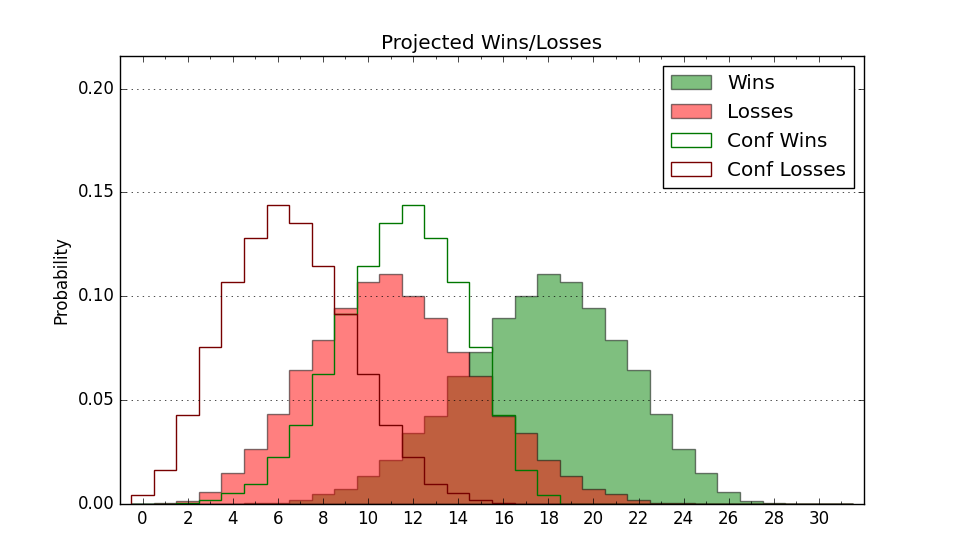 Projected Wins/Losses
Wins
Losses
Conf Wins
Conf Losses
Probability
0.20
0.15
0.10
0.05
0.00
0 2 4 6 8 10 12 14 16 18 20 22 24 26 28 30